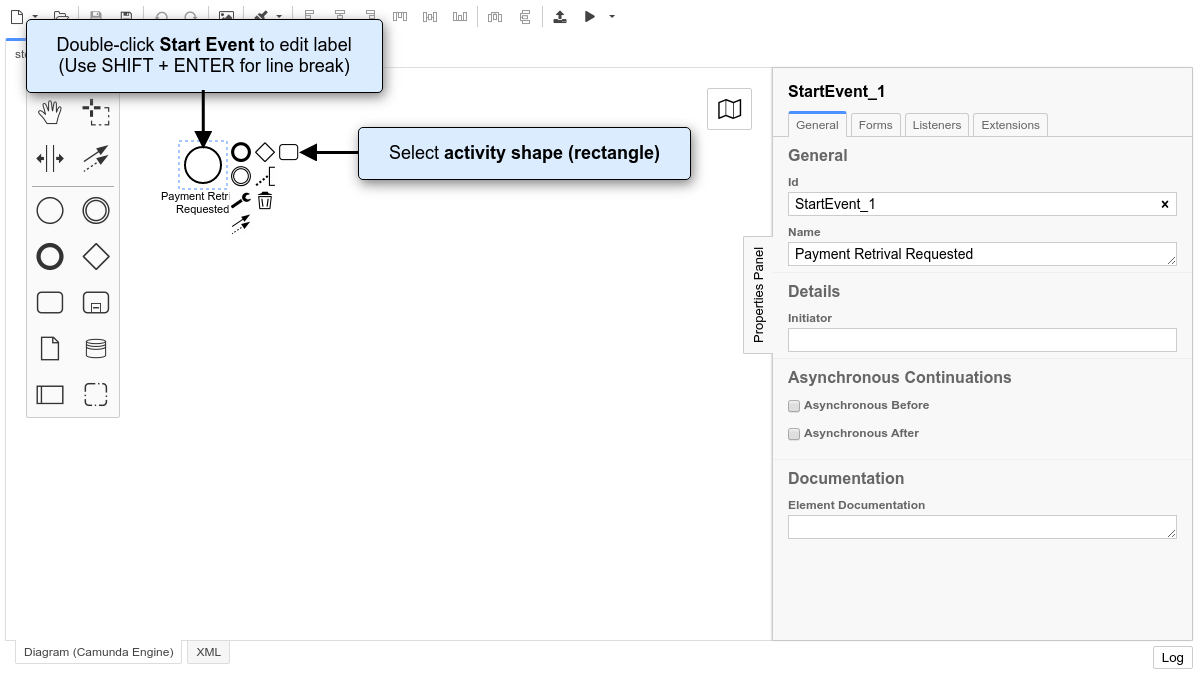 Double-click Start Event to edit label
(Use SHIFT + ENTER for line break)
Select activity shape (rectangle)
Payment Retri
Requested
Properties Panel
StartEvent_1
General
Forms
Listeners
Extensions
General
Id
StartEvent_1
Name
Payment Retrival Requested
Details
Initiator
Asynchronous Continuations
Asynchronous Before
Asynchronous After
Documentation
Element Documentation
Diagram (Camunda Engine)
XML
Log